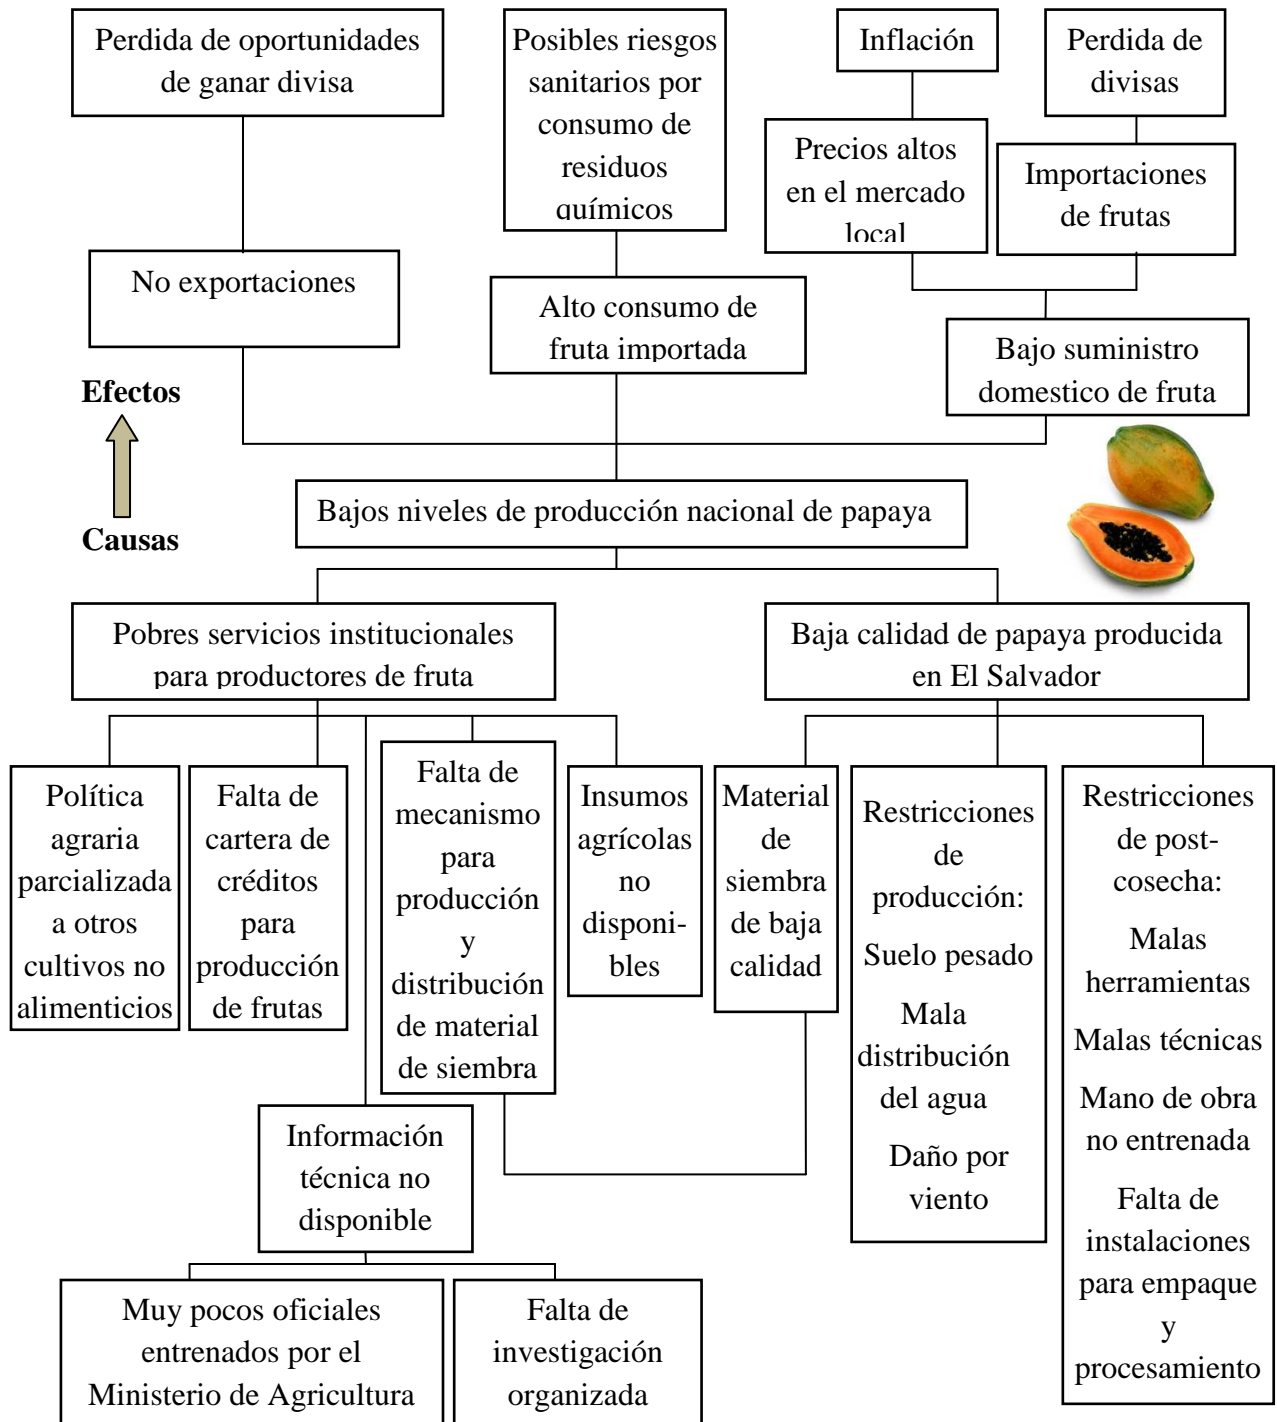 Perdida de oportunidades
de ganar divisa
Posibles riesgos
sanitarios por
consumo de
residuos
químicos
Inflación
Perdida de
divisas
Precios altos
en el mercado
local
Importaciones
de frutas
No exportaciones
Alto consumo de
fruta importada
Bajo suministro
domestico de fruta
Efectos
Causas
Bajos niveles de producción nacional de papaya
Pobres servicios institucionales
para productores de fruta
Baja calidad de papaya producida
en El Salvador
Política
agraria
parcializada
a otros
cultivos no
alimenticios
Falta de
cartera de
créditos
para
producción
de frutas
Falta de
mecanismo
para
producción
y
distribución
de material
de siembra
Insumos
agrícolas
no
disponi-
bles
Material
de
siembra
de baja
calidad
Restricciones
de
producción:
Suelo pesado
Mala
distribución
del agua
Daño por
viento
Restricciones
de post-
cosecha:
Malas
herramientas
Malas técnicas
Mano de obra
no entrenada
Falta de
instalaciones
para empaque
y
procesamiento
Información
técnica no
disponible
Muy pocos oficiales
entrenados por el
Ministerio de Agricultura
Falta de
investigación
organizada